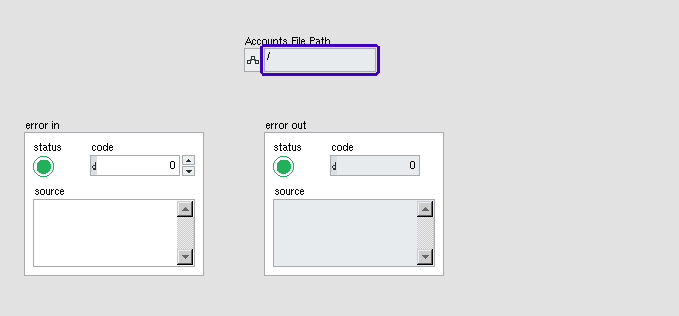 Accounts File Path
/
error in
error out
status code
d 0
status code
d 0
source
source